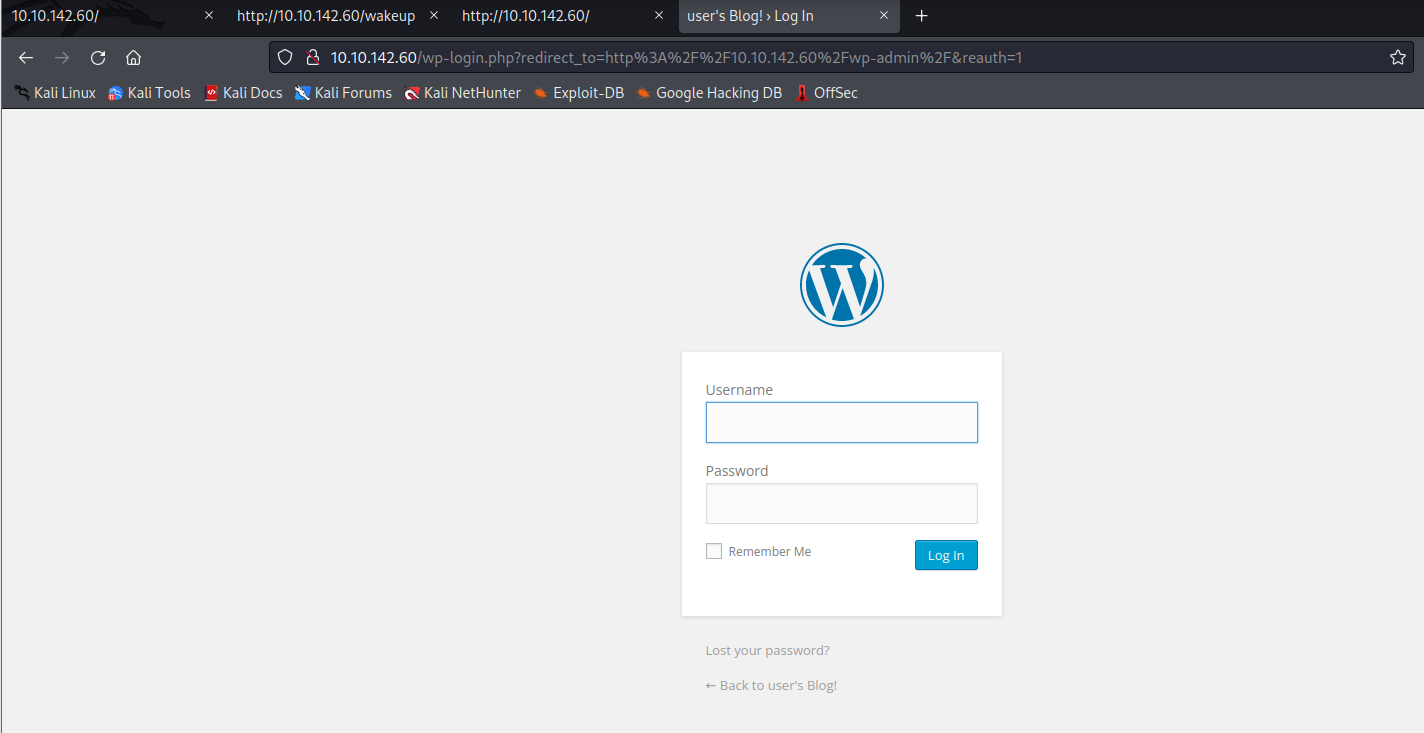 10.10.142.60/ × http://10.10.142.60/wakeup × http://10.10.142.60/ × user's Blog! › Log In × +
10.10.142.60/wp-login.php?redirect_to=http%3A%2F%2F10.10.142.60%2Fwp-admin%2F&reauth=1
Kali Linux Kali Tools Kali Docs Kali Forums Kali NetHunter Exploit-DB Google Hacking DB OffSec
W
Username
Password
Remember Me Log In
Lost your password?
← Back to user's Blog!